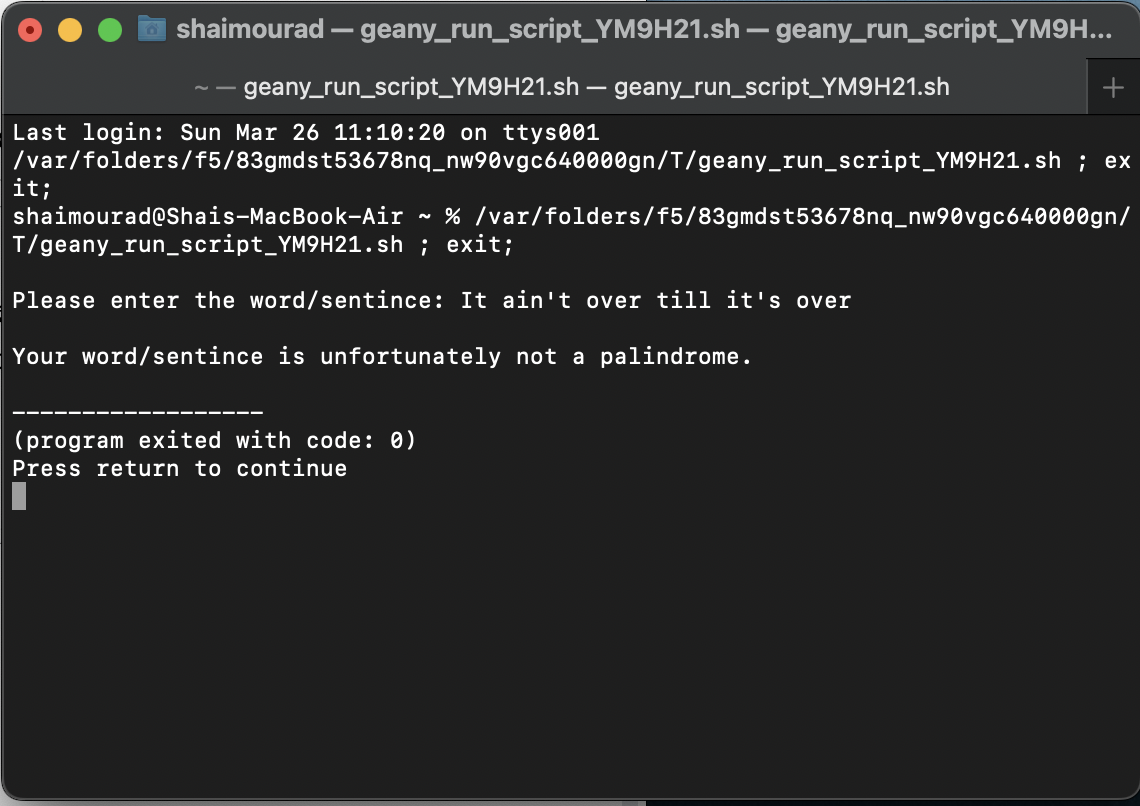 shaimourad — geany_run_script_YM9H21.sh — geany_run_script_YM9H...
~ — geany_run_script_YM9H21.sh — geany_run_script_YM9H21.sh
Last login: Sun Mar 26 11:10:20 on ttys001
/var/folders/f5/83gmdst53678nq_nw90vgc640000gn/T/geany_run_script_YM9H21.sh ; ex
it;
shaimourad@Shais-MacBook-Air ~ % /var/folders/f5/83gmdst53678nq_nw90vgc640000gn/
T/geany_run_script_YM9H21.sh ; exit;
Please enter the word/sentince: It ain't over till it's over
Your word/sentince is unfortunately not a palindrome.
------------------
(program exited with code: 0)
Press return to continue